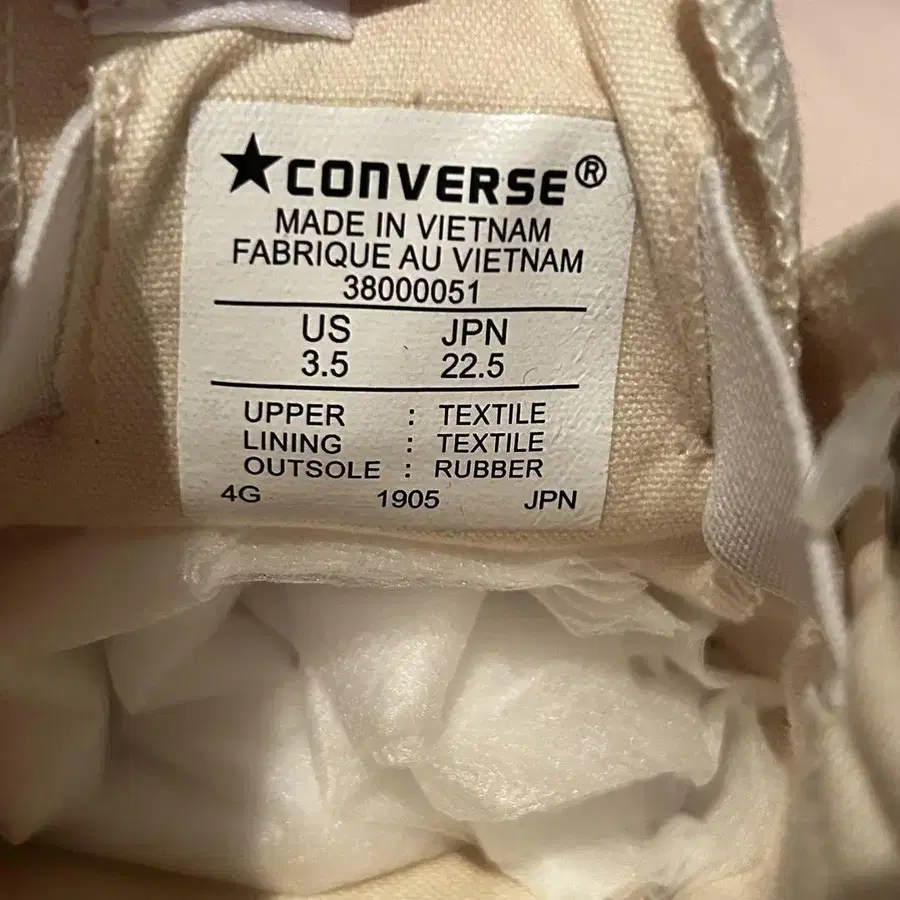 ★CONVERSE®
MADE IN VIETNAM
FABRIQUE AU VIETNAM
38000051
US JPN
3.5 22.5
UPPER : TEXTILE
LINING : TEXTILE
OUTSOLE : RUBBER
4G 1905 JPN